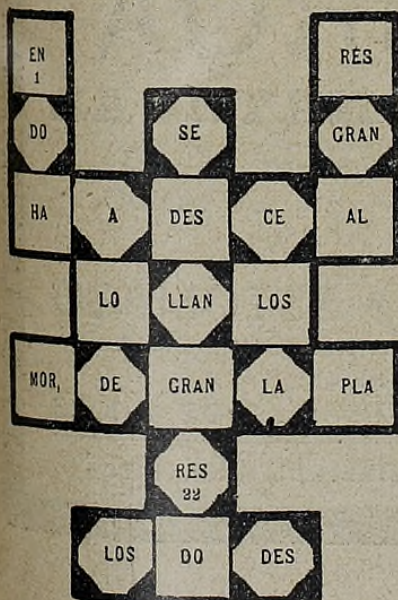 EN RES
1
DO SE GRAN
HA A DES CE AL
LO LLAN LOS
MOR, DE GRAN LA PLA
RES
22
LOS DO DES